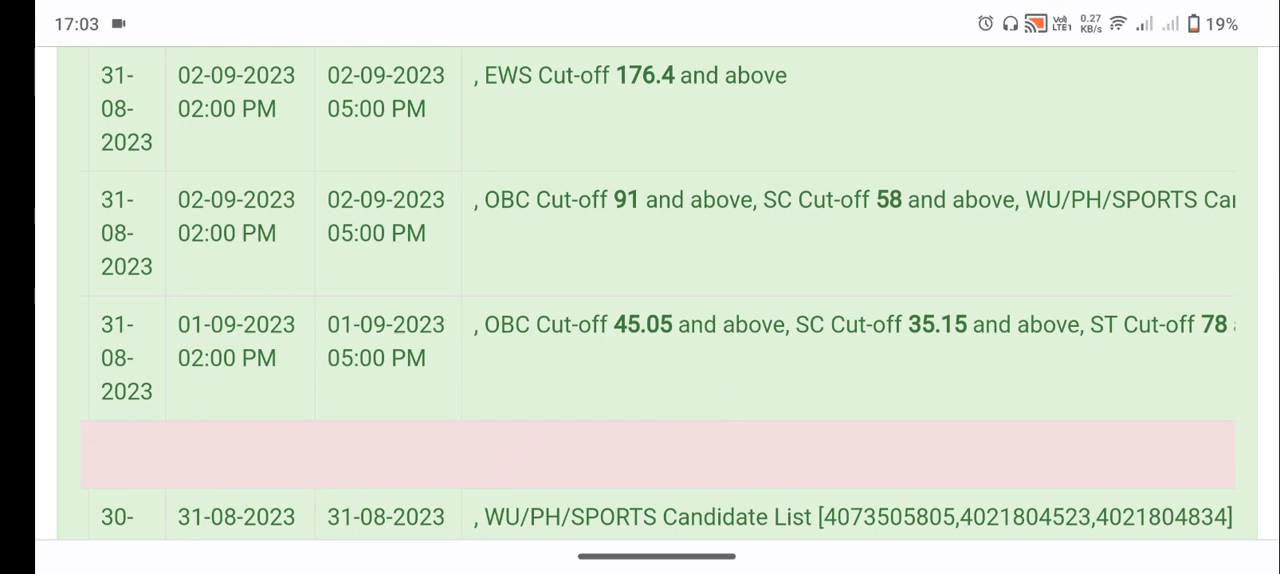 17:03 Vo) LTE1 0.27 KB/s 19%
31-08-2023 02-09-2023 02:00 PM 02-09-2023 05:00 PM , EWS Cut-off 176.4 and above
31-08-2023 02-09-2023 02:00 PM 02-09-2023 05:00 PM , OBC Cut-off 91 and above, SC Cut-off 58 and above, WU/PH/SPORTS
31-08-2023 01-09-2023 02:00 PM 01-09-2023 05:00 PM , OBC Cut-off 45.05 and above, SC Cut-off 35.15 and above, ST Cut-off 78
30- 31-08-2023 31-08-2023 , WU/PH/SPORTS Candidate List [4073505805,4021804523,4021804834]